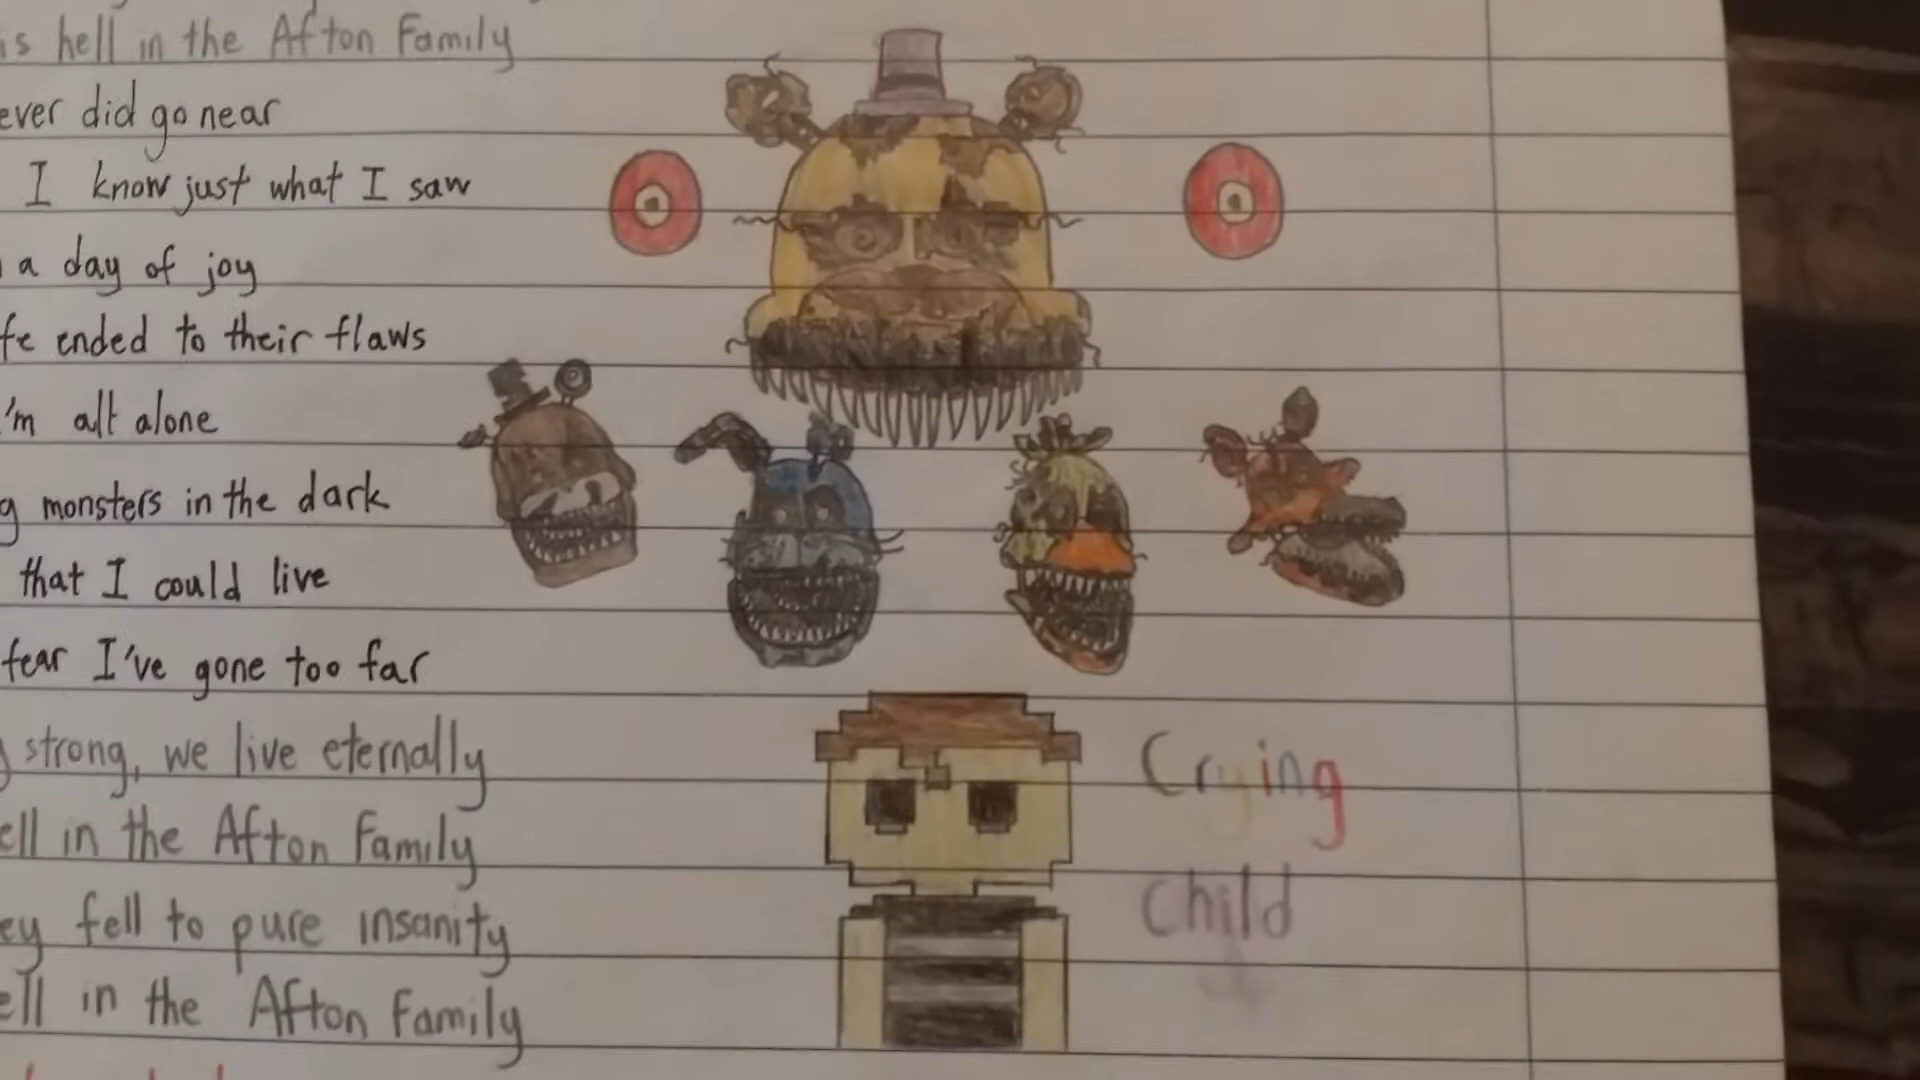 is hell in the Afton Family
ever did go near
I know just what I saw
a day of joy
fe ended to their flaws
'm all alone
g monsters in the dark
that I could live
fear I've gone too far
g strong, we live eternally
ell in the Afton Family
ey fell to pure insanity
ell in the Afton Family
Crying
Child